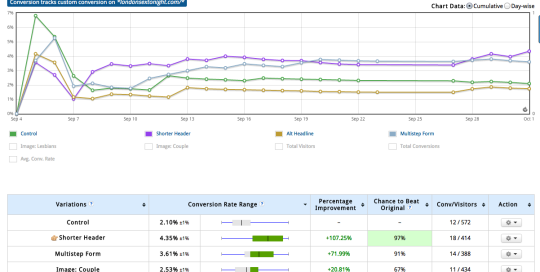 Conversion tracks custom conversion on "londonsextonight.com/*"
Chart Data: Cumulative Day-wise
7%
6%
5%
4%
3%
2%
1%
0%
Sep 4 Sep 7 Sep 10 Sep 13 Sep 16 Sep 19 Sep 22 Sep 25 Sep 28 Oct 1
Control Shorter Header Alt Headline Multistep Form
Image: Lesbians Image: Couple Total Visitors Total Conversions
Avg. Conv. Rate
Variations ? Conversion Rate Range ? Percentage Improvement ? Chance to Beat Original ? Conv/Visitors Action
Control 2.10% ±1% – – 12 / 572
Shorter Header 4.35% ±1% +107.25% 97% 18 / 414
Multistep Form 3.61% ±1% +71.99% 91% 14 / 388
Image: Couple 2.53% ±1% +20.81% 67% 11 / 434